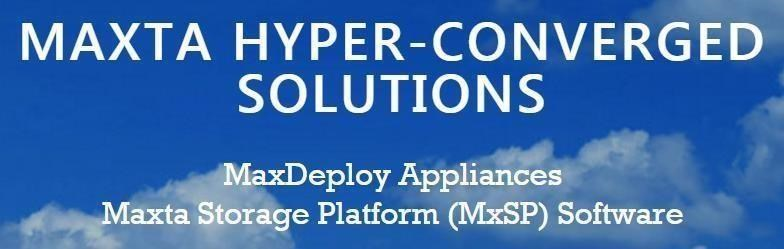 MAXTA HYPER-CONVERGED
SOLUTIONS
MaxDeploy Appliances
Maxta Storage Platform (MxSP) Software